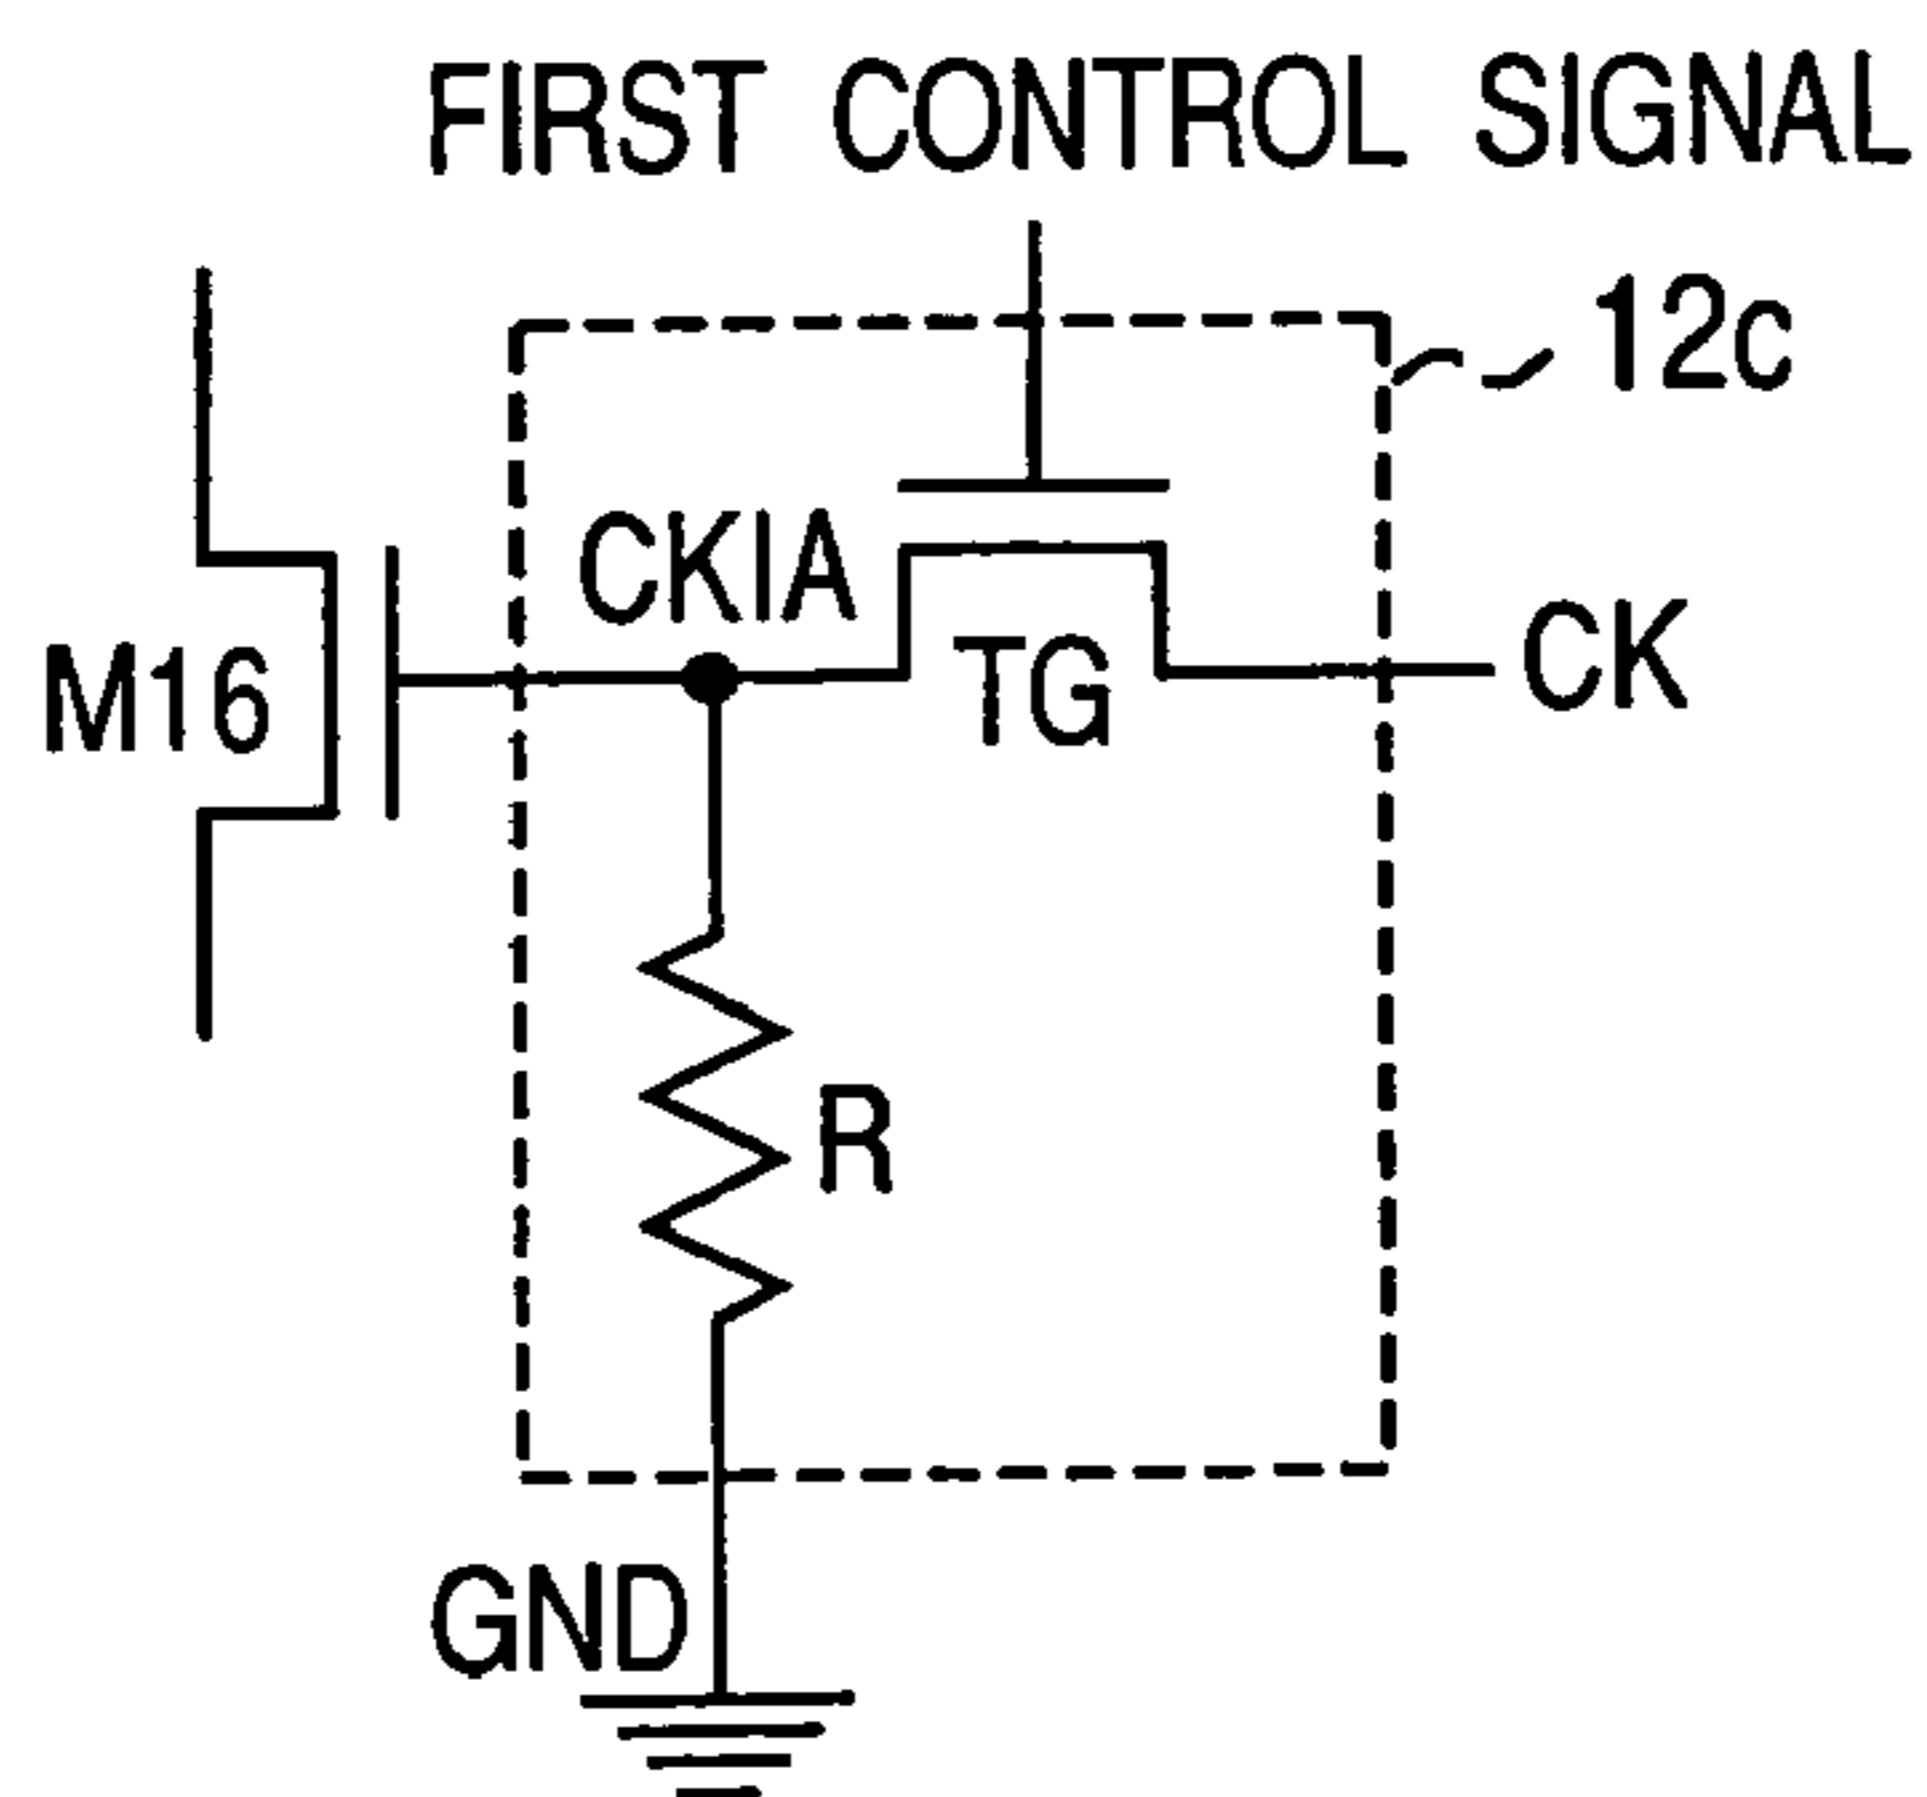 FIRST CONTROL SIGNAL
12c
CKIA
M16
TG
CK
R
GND